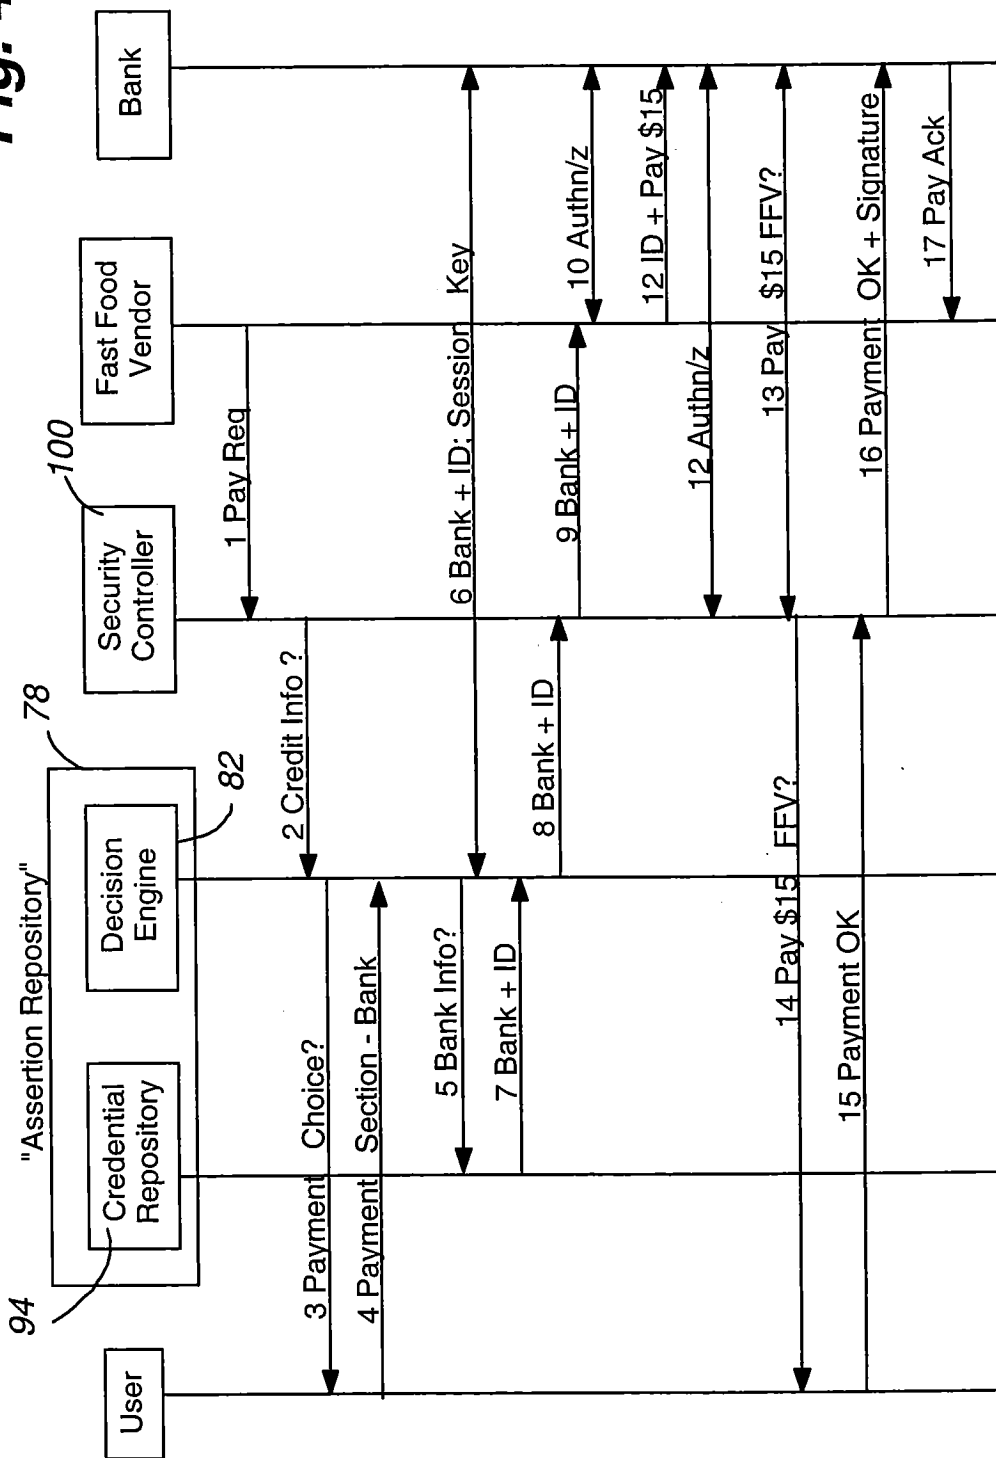 Fig.
"Assertion Repository"
78
94
82
100
User
Credential
Repository
Decision
Engine
Security
Controller
Fast Food
Vendor
Bank
1 Pay Req
2 Credit Info ?
3 Payment Choice?
4 Payment Section - Bank
5 Bank Info?
6 Bank + ID; Session Key
7 Bank + ID
8 Bank + ID
9 Bank + ID
10 Authn/z
12 ID + Pay $15
12 Authn/z
13 Pay $15 FFV?
14 Pay $15 FFV?
15 Payment OK
16 Payment OK + Signature
17 Pay Ack